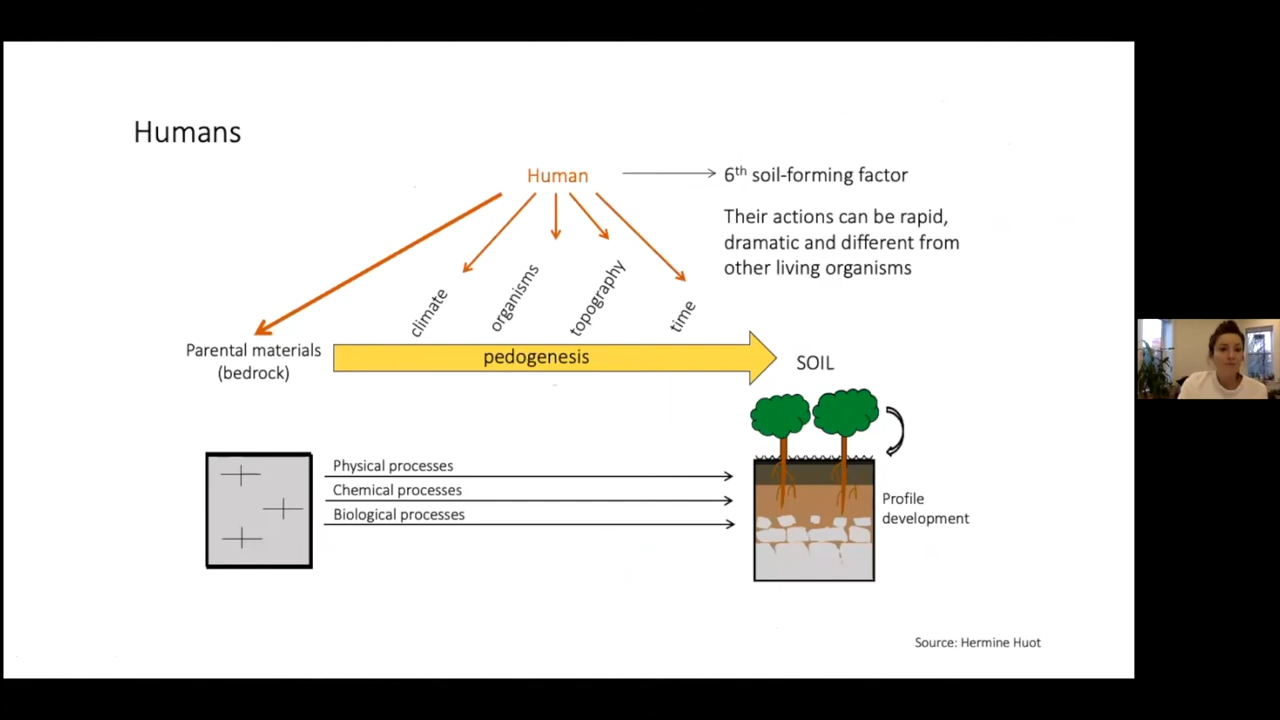 Humans
Human
6th soil-forming factor
Their actions can be rapid,
dramatic and different from
other living organisms
climate
organisms
topography
time
Parental materials
(bedrock)
pedogenesis
SOIL
Physical processes
Chemical processes
Biological processes
Profile
development
Source: Hermine Huot